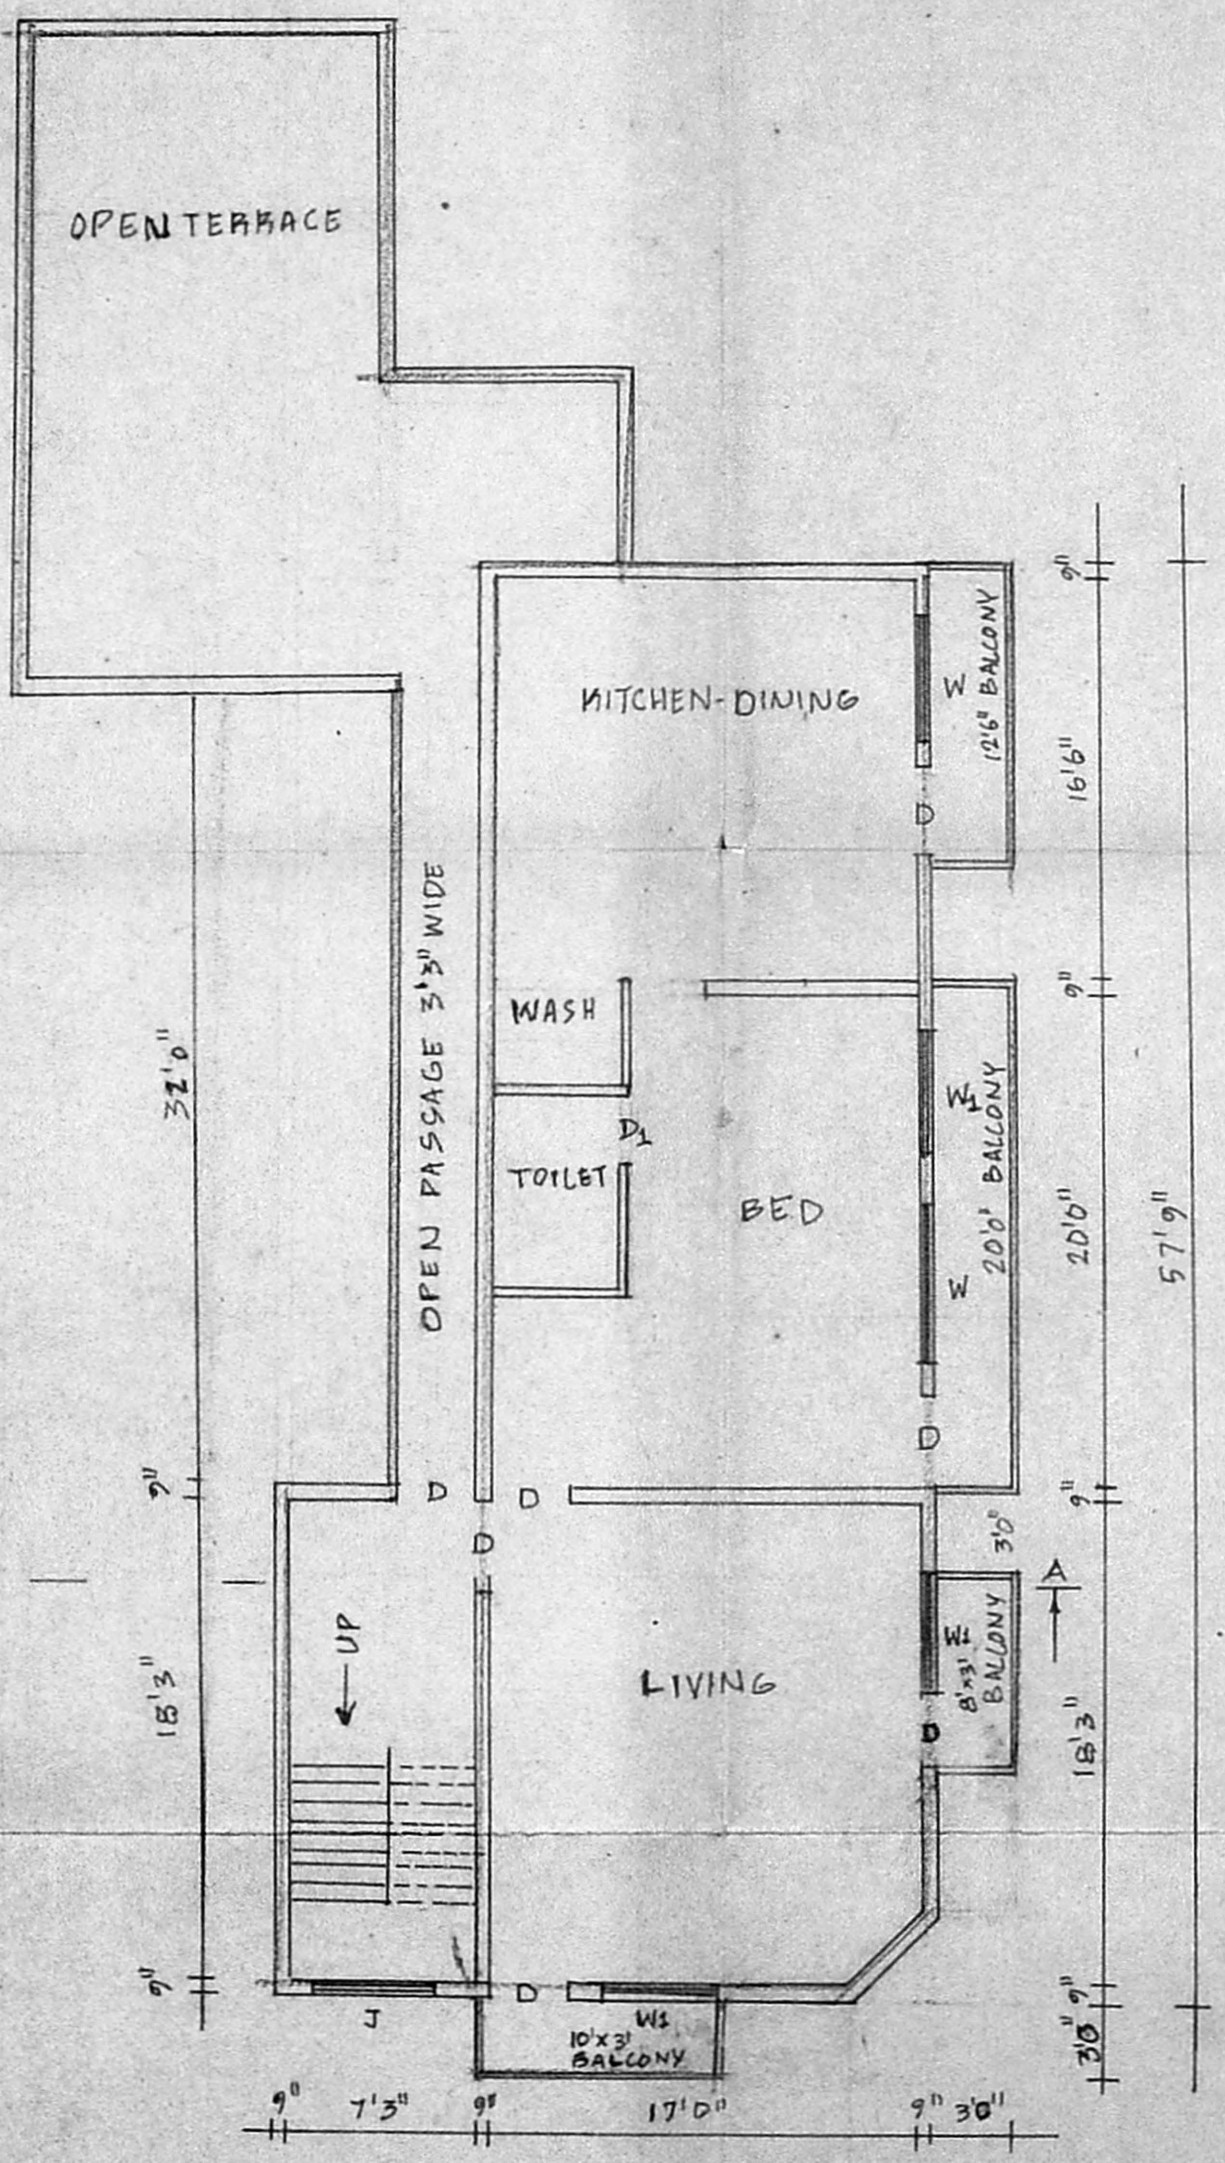 OPEN TERRACE
KITCHEN-DINING
W
12'6" BALCONY
9"
16'6"
D
OPEN PASSAGE 3'3" WIDE
WASH
9"
32'0"
D1
TOILET
BED
W1
20'0" BALCONY
W
20'0"
57'9"
D
9"
D
D
9"
D
3'0"
A
UP
LIVING
W1
8'x3'
BALCONY
D
18'3"
18'3"
9"
J
D
W1
10'x3'
BALCONY
9"
3'0"
9"
7'3"
9"
17'0"
9"
3'0"